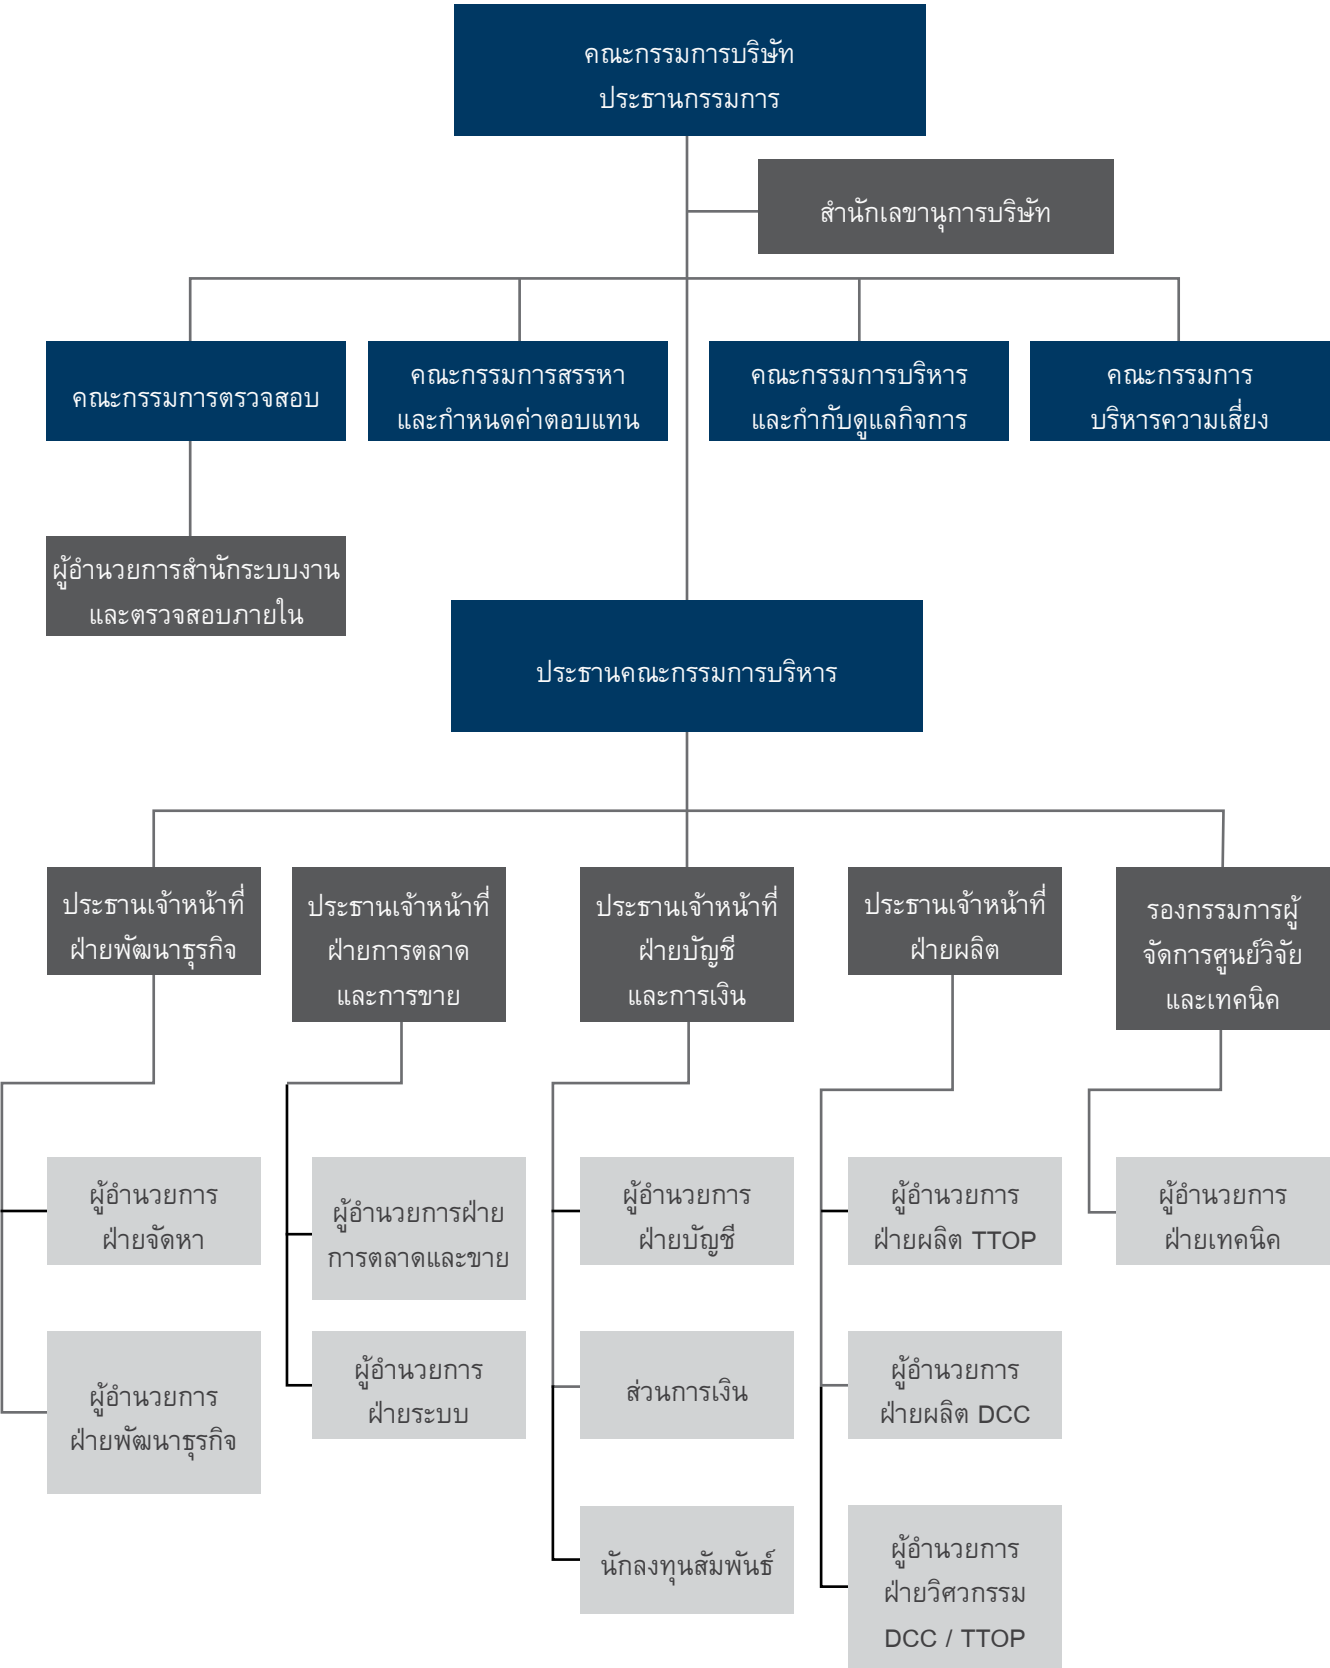 คณะกรรมการบริษัท
ประธานกรรมการ
สำนักเลขานุการบริษัท
คณะกรรมการตรวจสอบ
คณะกรรมการสรรหา
และกำหนดค่าตอบแทน
คณะกรรมการบริหาร
และกำกับดูแลกิจการ
คณะกรรมการ
บริหารความเสี่ยง
ผู้อำนวยการสำนักระบบงาน
และตรวจสอบภายใน
ประธานคณะกรรมการบริหาร
ประธานเจ้าหน้าที่
ฝ่ายพัฒนาธุรกิจ
ประธานเจ้าหน้าที่
ฝ่ายการตลาด
และการขาย
ประธานเจ้าหน้าที่
ฝ่ายบัญชี
และการเงิน
ประธานเจ้าหน้าที่
ฝ่ายผลิต
รองกรรมการผู้
จัดการศูนย์วิจัย
และเทคนิค
ผู้อำนวยการ
ฝ่ายจัดหา
ผู้อำนวยการฝ่าย
การตลาดและขาย
ผู้อำนวยการ
ฝ่ายบัญชี
ผู้อำนวยการ
ฝ่ายผลิต TTOP
ผู้อำนวยการ
ฝ่ายเทคนิค
ผู้อำนวยการ
ฝ่ายพัฒนาธุรกิจ
ผู้อำนวยการ
ฝ่ายระบบ
ส่วนการเงิน
ผู้อำนวยการ
ฝ่ายผลิต DCC
นักลงทุนสัมพันธ์
ผู้อำนวยการ
ฝ่ายวิศวกรรม
DCC / TTOP